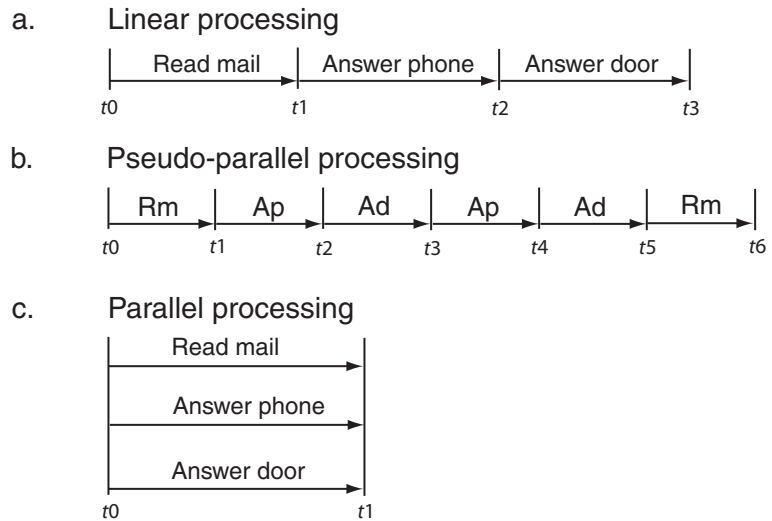 a. Linear processing
Read mail Answer phone Answer door
t0 t1 t2 t3
b. Pseudo-parallel processing
Rm Ap Ad Ap Ad Rm
t0 t1 t2 t3 t4 t5 t6
c. Parallel processing
Read mail
Answer phone
Answer door
t0 t1